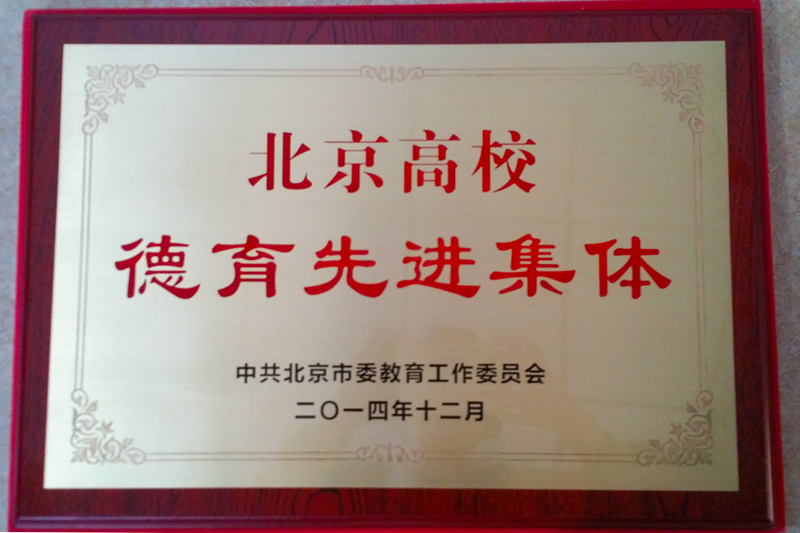 北京高校
德育先进集体
中共北京市委教育工作委员会
二〇一四年十二月